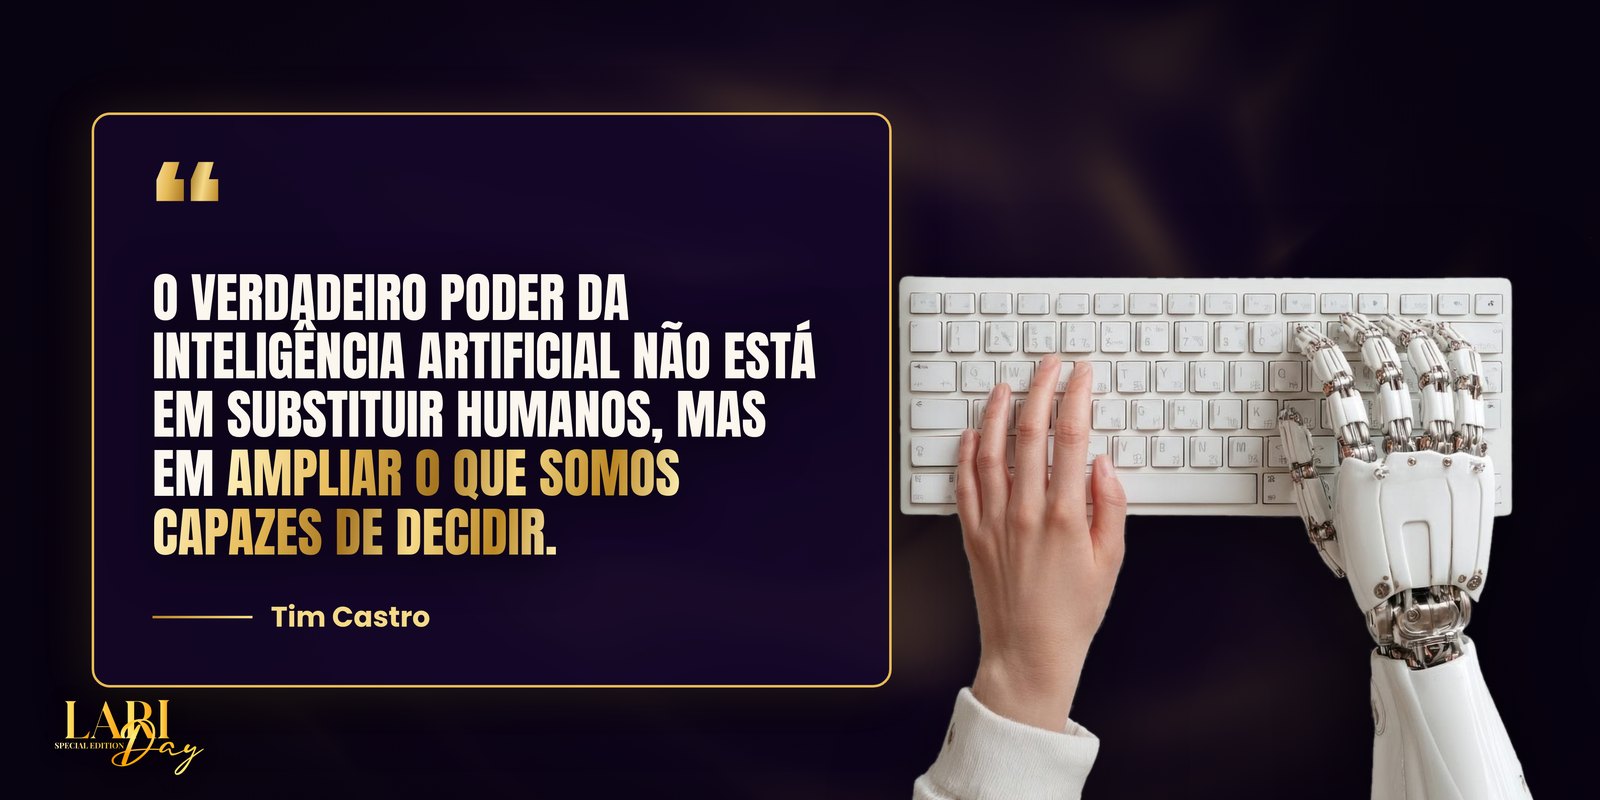 “
O VERDADEIRO PODER DA
INTELIGÊNCIA ARTIFICIAL NÃO ESTÁ
EM SUBSTITUIR HUMANOS, MAS
EM AMPLIAR O QUE SOMOS
CAPAZES DE DECIDIR.
Tim Castro
LARI
SPECIAL EDITION Day